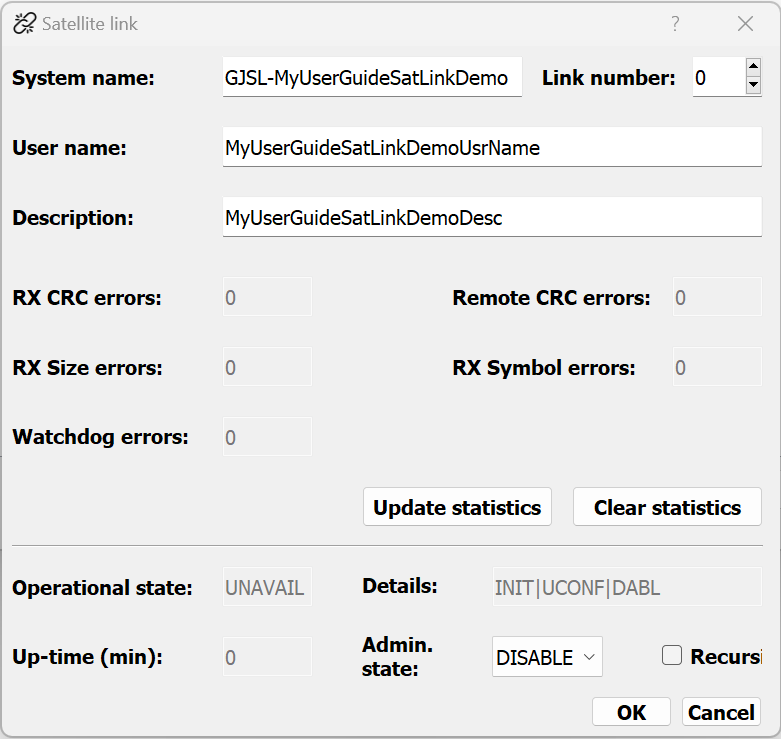 Satellite link ?
System name: GJSL-MyUserGuideSatLinkDemo Link number: 0
User name: MyUserGuideSatLinkDemoUsrName
Description: MyUserGuideSatLinkDemoDesc
RX CRC errors: 0 Remote CRC errors: 0
RX Size errors: 0 RX Symbol errors: 0
Watchdog errors: 0
Update statistics Clear statistics
Operational state: UNAVAIL Details: INIT|UCONF|DABL
Up-time (min): 0 Admin. state: DISABLE Recursi
OK Cancel